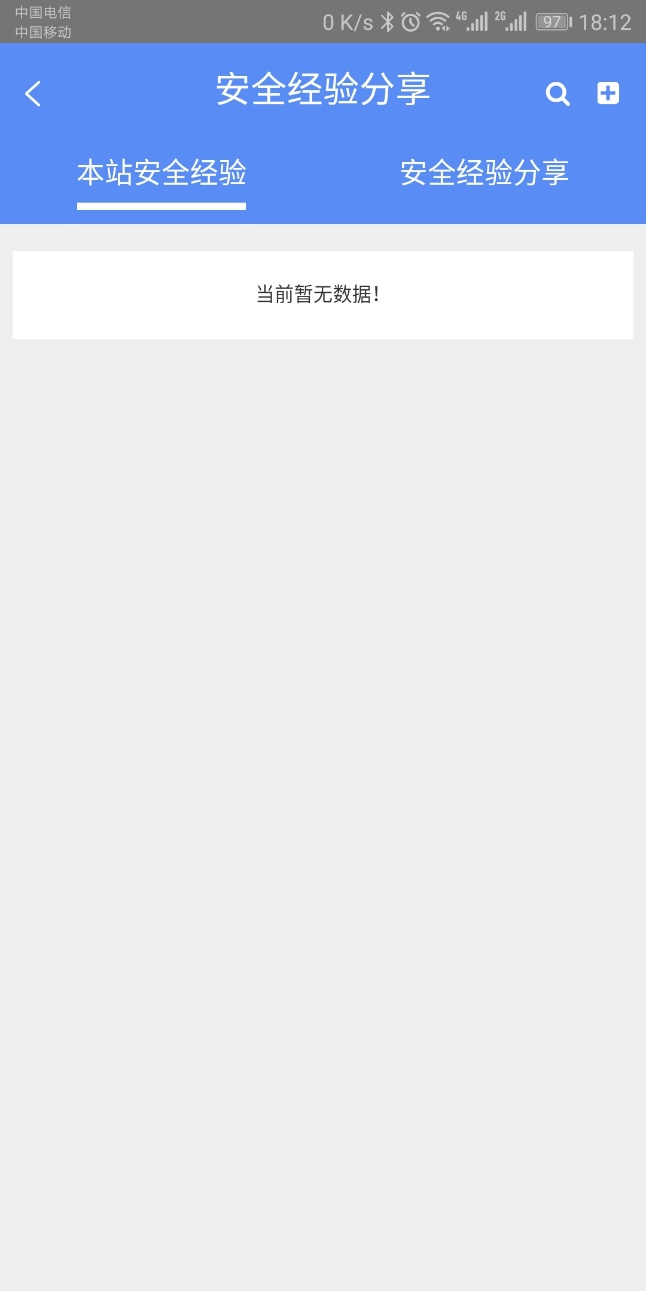 中国电信
中国移动
0 K/s 4G 2G 97 18:12
安全经验分享
本站安全经验 安全经验分享
当前暂无数据！